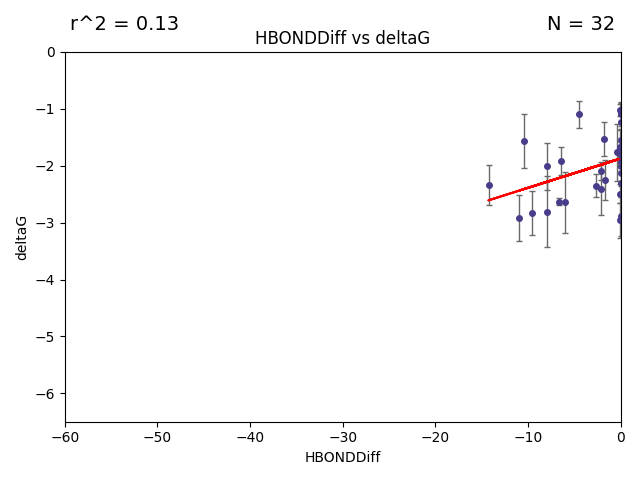 r^2 = 0.13
N = 32
HBONDDiff vs deltaG
0
−1
−2
−3
−4
−5
−6
deltaG
−60 −50 −40 −30 −20 −10 0
HBONDDiff